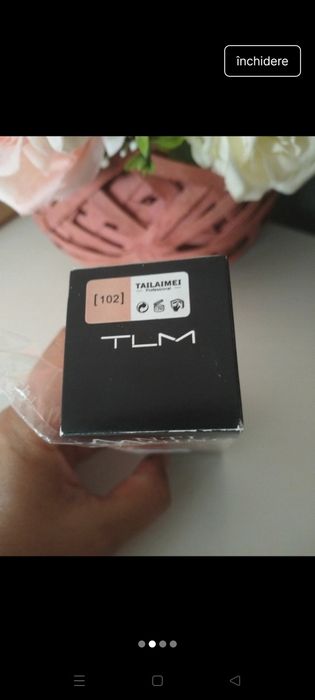 închidere
[102]
TAILAIMEI
Professional
TLM